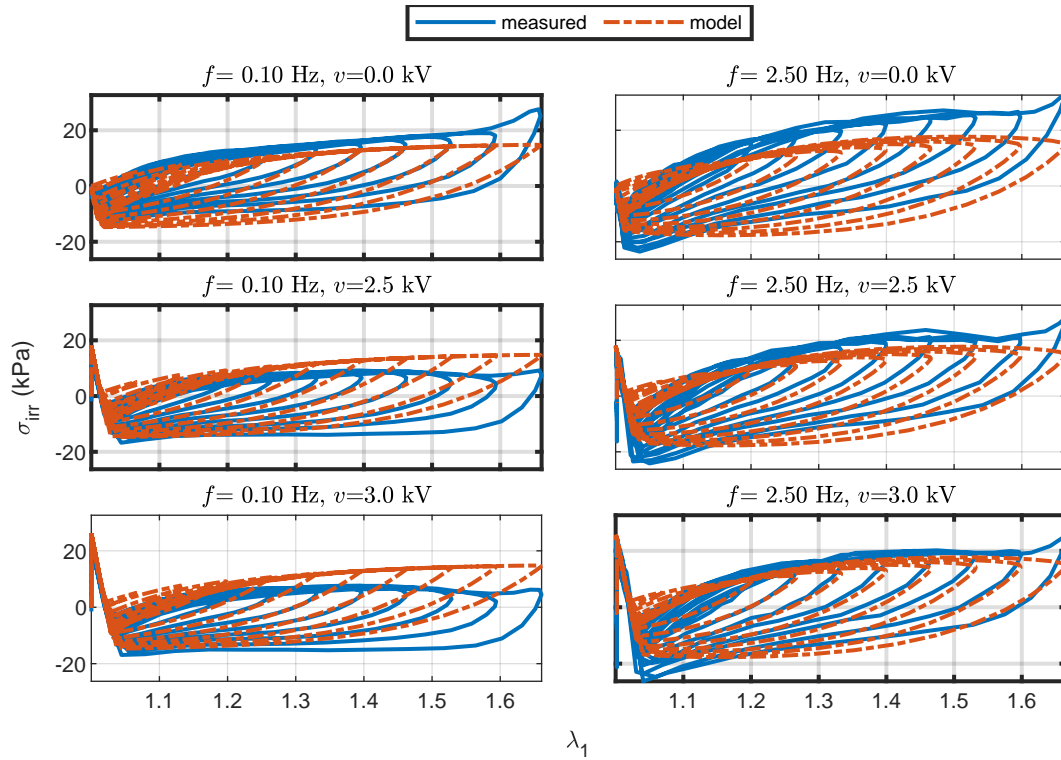 measured model
f= 0.10 Hz, v=0.0 kV
f= 2.50 Hz, v=0.0 kV
20
0
-20
f= 0.10 Hz, v=2.5 kV
f= 2.50 Hz, v=2.5 kV
20
0
-20
σ_irr (kPa)
f= 0.10 Hz, v=3.0 kV
f= 2.50 Hz, v=3.0 kV
20
0
-20
1.1 1.2 1.3 1.4 1.5 1.6
1.1 1.2 1.3 1.4 1.5 1.6
λ_1